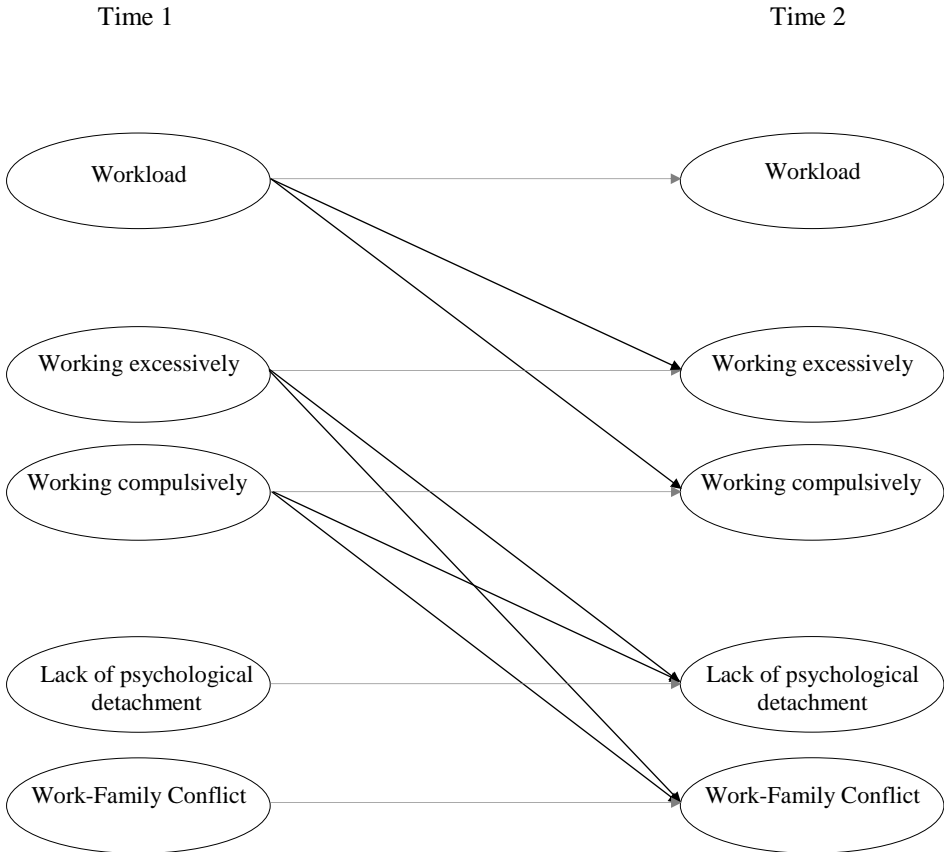 Time 1
Time 2
Workload
Workload
Working excessively
Working excessively
Working compulsively
Working compulsively
Lack of psychological
detachment
Lack of psychological
detachment
Work-Family Conflict
Work-Family Conflict